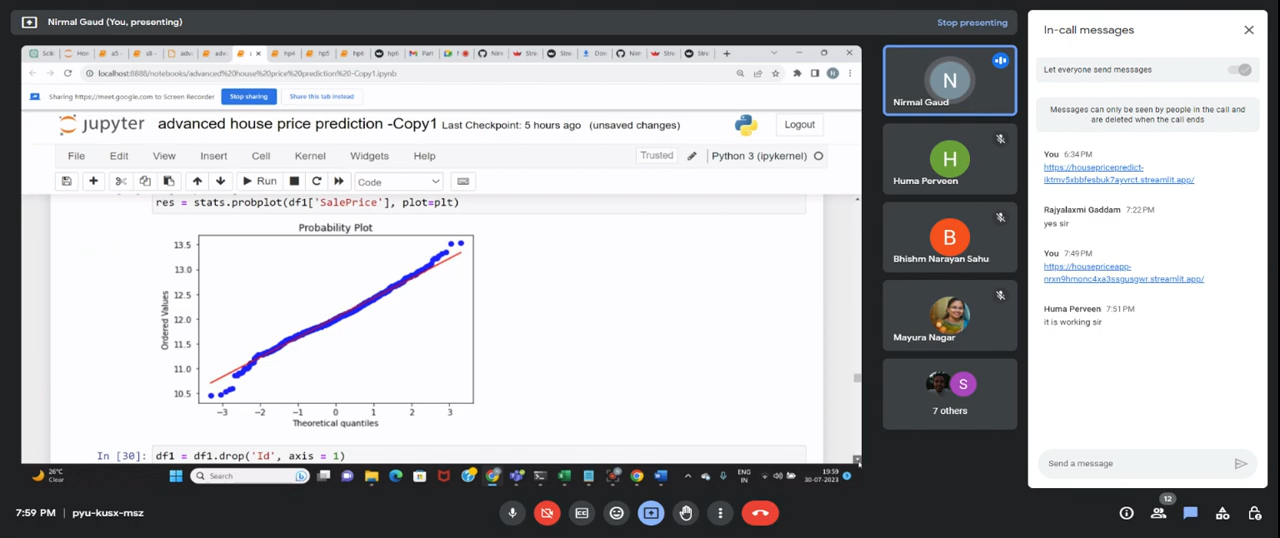 Nirmal Gaud (You, presenting)
Stop presenting
localhost:8888/notebooks/advanced%20house%20price%20prediction%20-Copy1.ipynb
Sharing https://meet.google.com to Screen Recorder
Stop sharing
Share this tab instead
jupyter
advanced house price prediction -Copy1 Last Checkpoint: 5 hours ago (unsaved changes)
Logout
File Edit View Insert Cell Kernel Widgets Help
Trusted
Python 3 (ipykernel)
Run
Code
res = stats.probplot(df1['SalePrice'], plot=plt)
Probability Plot
Ordered Values
13.5
13.0
12.5
12.0
11.5
11.0
10.5
−3 −2 −1 0 1 2 3
Theoretical quantiles
In [30]: df1 = df1.drop('Id', axis = 1)
26°C
Clear
Search
ENG
IN
19:59
30-07-2023
N
Nirmal Gaud
H
Huma Perveen
B
Bhishm Narayan Sahu
Mayura Nagar
S
7 others
In-call messages
Let everyone send messages
Messages can only be seen by people in the call and
are deleted when the call ends
You 6:34 PM
https://housepricepredict-
iktmv5xbbfesbuk7ayvrct.streamlit.app/
Rajyalaxmi Gaddam 7:22 PM
yes sir
You 7:49 PM
https://housepriceapp-
nrxn9hmonc4xa3ssgusgwr.streamlit.app/
Huma Perveen 7:51 PM
it is working sir
Send a message
7:59 PM | pyu-kusx-msz
12